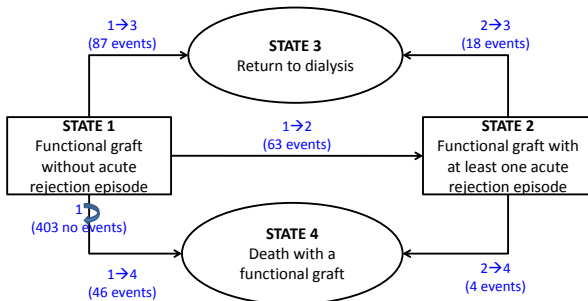 1→3
(87 events)
STATE 3
Return to dialysis
2→3
(18 events)
STATE 1
Functional graft
without acute
rejection episode
1→2
(63 events)
STATE 2
Functional graft with
at least one acute
rejection episode
1
(403 no events)
STATE 4
Death with a
functional graft
1→4
(46 events)
2→4
(4 events)